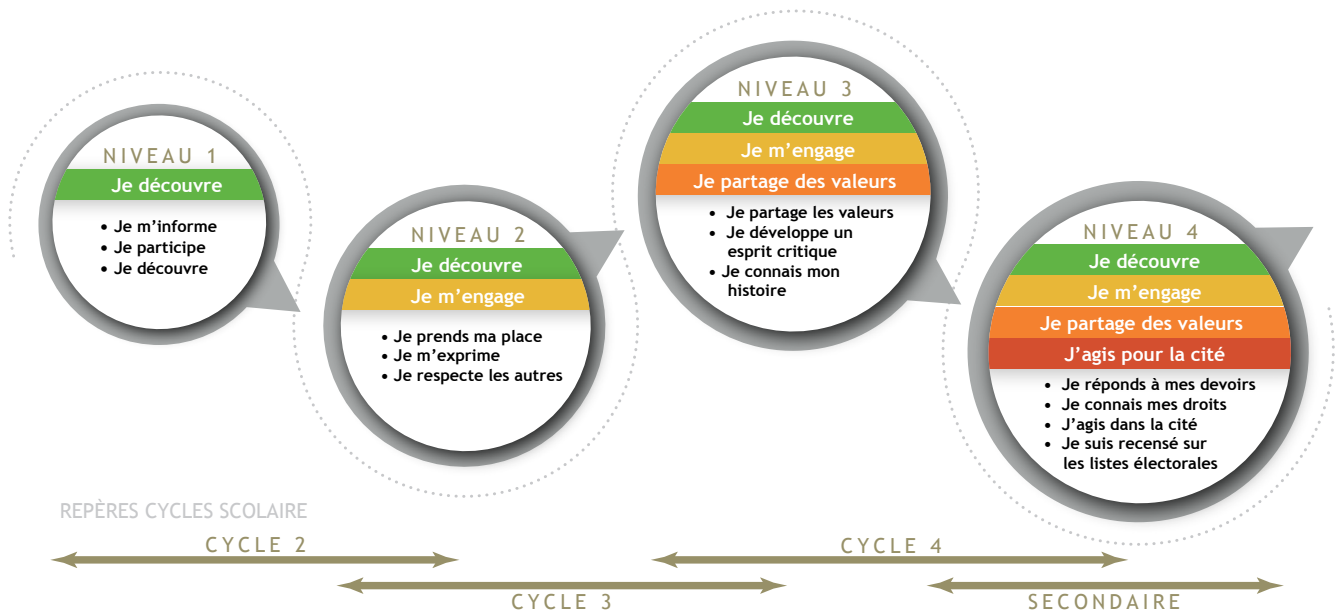 NIVEAU 1
Je découvre
• Je m'informe
• Je participe
• Je découvre
NIVEAU 2
Je découvre
Je m'engage
• Je prends ma place
• Je m'exprime
• Je respecte les autres
NIVEAU 3
Je découvre
Je m'engage
Je partage des valeurs
• Je partage les valeurs
• Je développe un
esprit critique
• Je connais mon
histoire
NIVEAU 4
Je découvre
Je m'engage
Je partage des valeurs
J'agis pour la cité
• Je réponds à mes devoirs
• Je connais mes droits
• J'agis dans la cité
• Je suis recensé sur
les listes électorales
REPÈRES CYCLES SCOLAIRE
CYCLE 2
CYCLE 3
CYCLE 4
SECONDAIRE